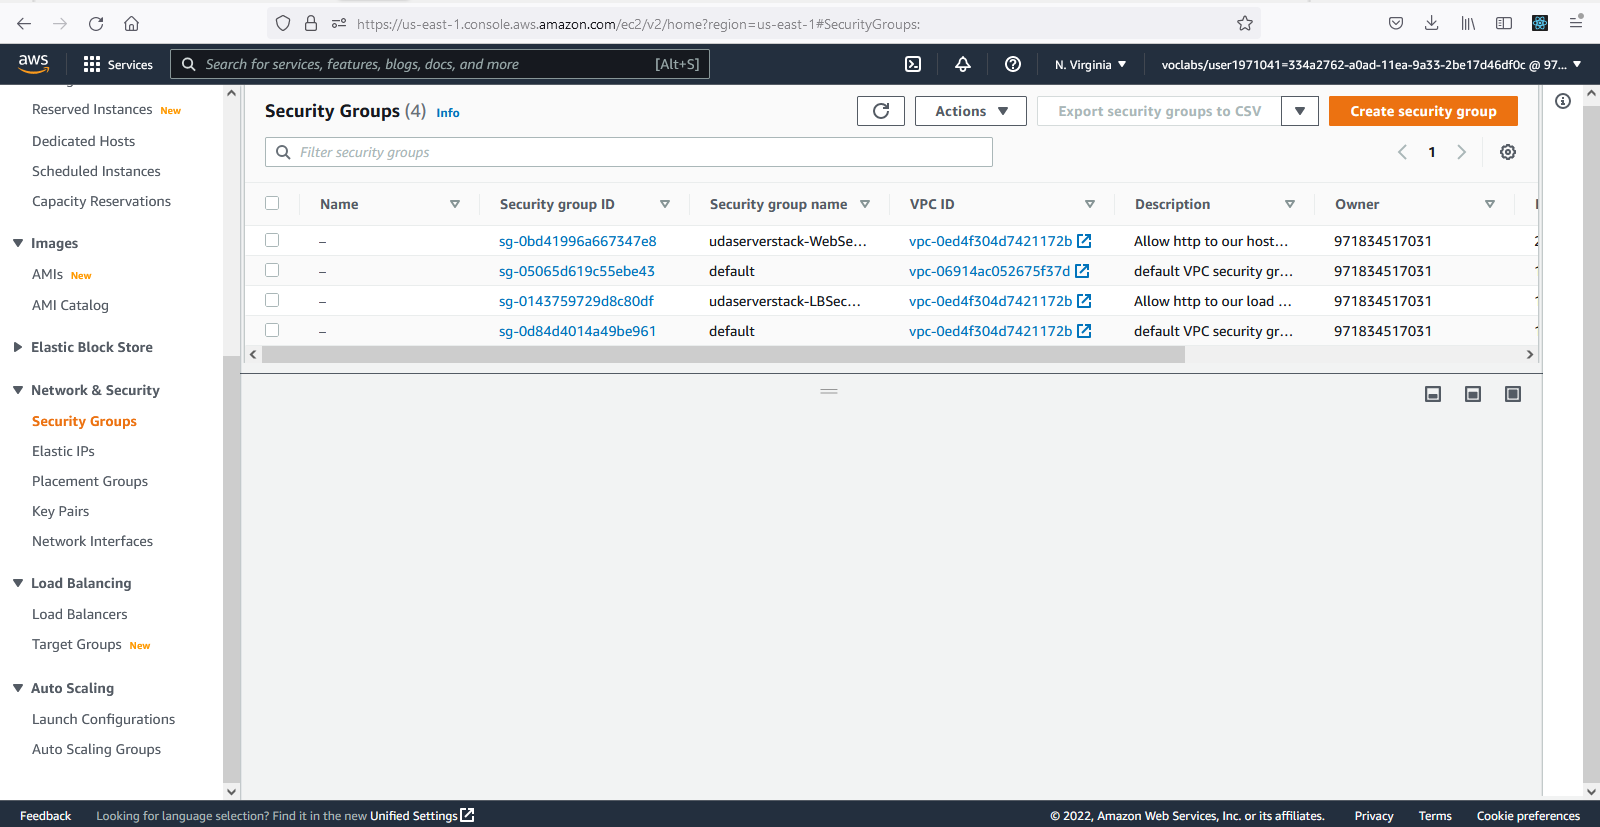 https://us-east-1.console.aws.amazon.com/ec2/v2/home?region=us-east-1#SecurityGroups:
aws
Services
Search for services, features, blogs, docs, and more
[Alt+S]
N. Virginia
voclabs/user1971041=334a2762-a0ad-11ea-9a33-2be17d46df0c @ 97...
Reserved Instances New
Dedicated Hosts
Scheduled Instances
Capacity Reservations
Images
AMIs New
AMI Catalog
Elastic Block Store
Network & Security
Security Groups
Elastic IPs
Placement Groups
Key Pairs
Network Interfaces
Load Balancing
Load Balancers
Target Groups New
Auto Scaling
Launch Configurations
Auto Scaling Groups
Security Groups (4) Info
Actions
Export security groups to CSV
Create security group
Filter security groups
1
Name Security group ID Security group name VPC ID Description Owner
– sg-0bd41996a667347e8 udaserverstack-WebSe... vpc-0ed4f304d7421172b Allow http to our host... 971834517031
– sg-05065d619c55ebe43 default vpc-06914ac052675f37d default VPC security gr... 971834517031
– sg-0143759729d8c80df udaserverstack-LBSec... vpc-0ed4f304d7421172b Allow http to our load ... 971834517031
– sg-0d84d4014a49be961 default vpc-0ed4f304d7421172b default VPC security gr... 971834517031
Feedback
Looking for language selection? Find it in the new Unified Settings
© 2022, Amazon Web Services, Inc. or its affiliates.
Privacy
Terms
Cookie preferences